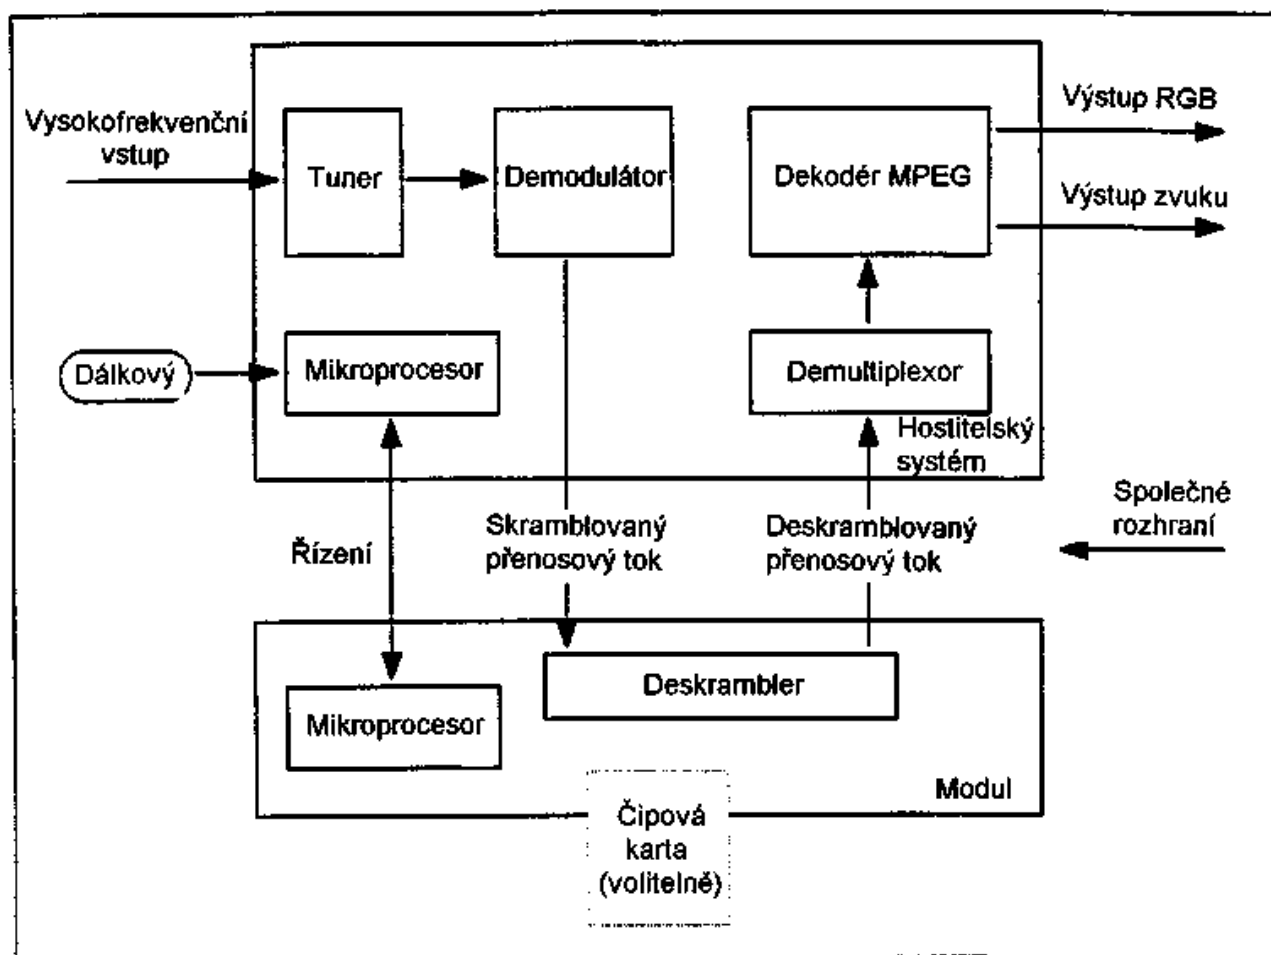 Vysokofrekvenční
vstup
Tuner
Demodulátor
Dekodér MPEG
Výstup RGB
Výstup zvuku
Dálkový
Mikroprocesor
Demultiplexor
Hostitelský
systém
Řízení
Skramblovaný
přenosový tok
Deskramblovaný
přenosový tok
Společné
rozhraní
Mikroprocesor
Deskrambler
Modul
Čipová
karta
(volitelně)